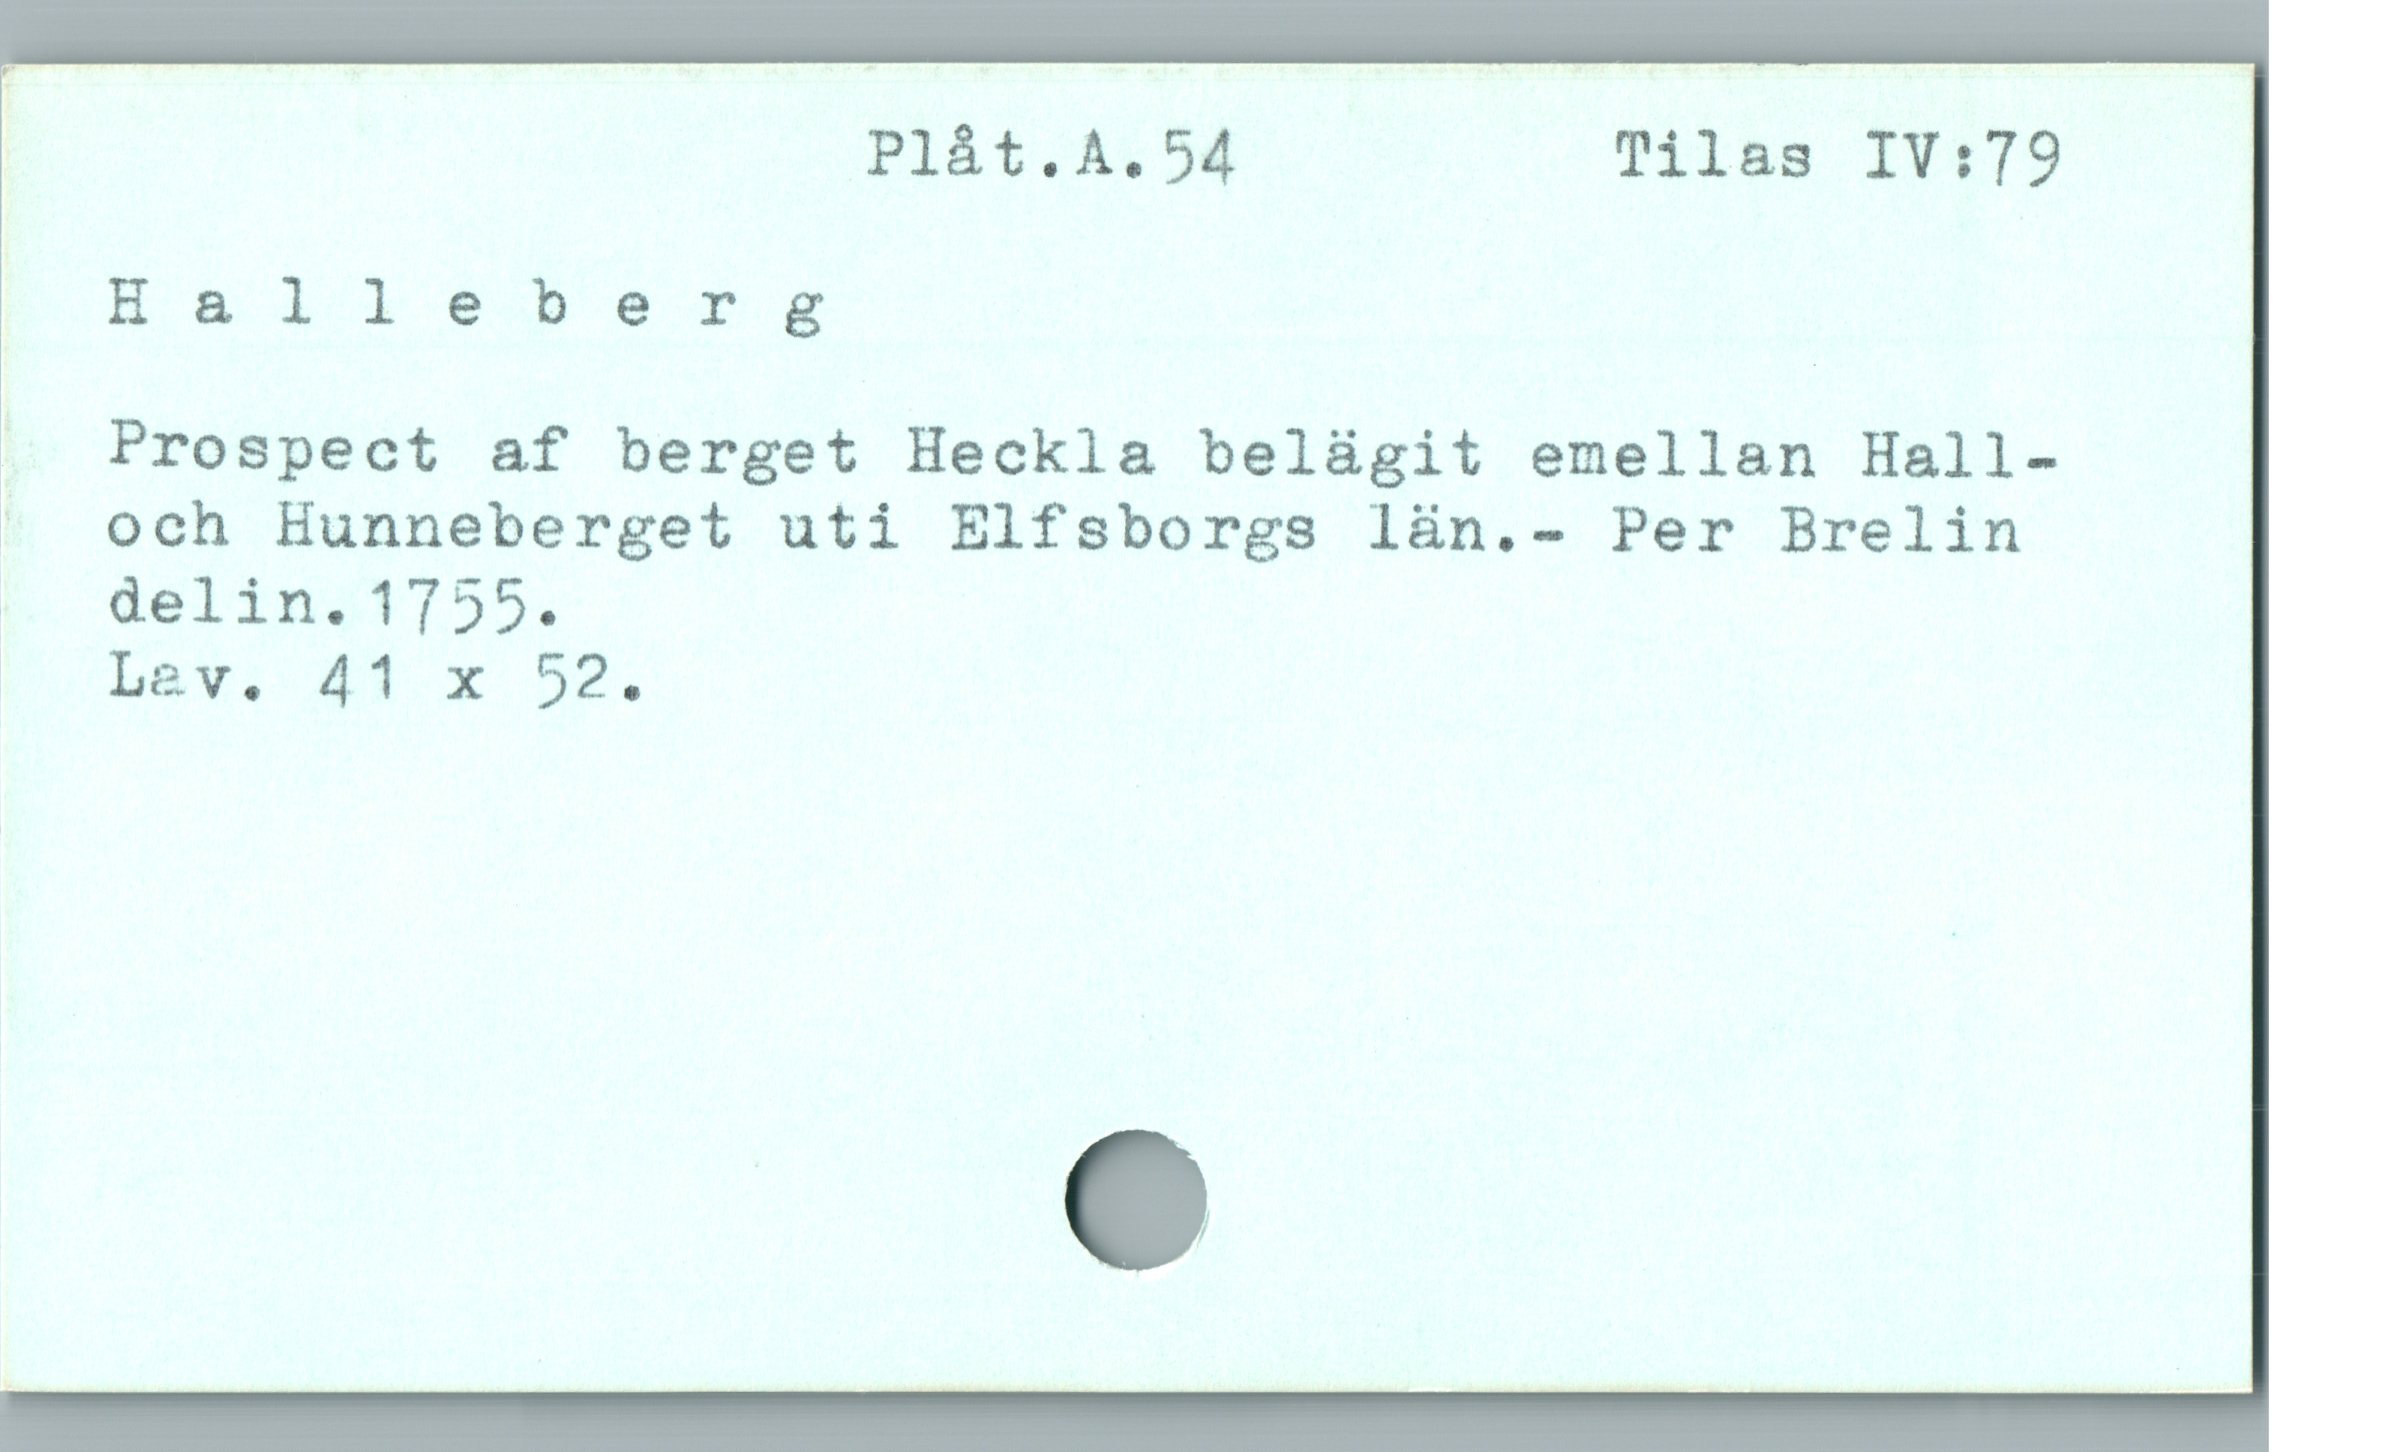 Plåt.A.54 Tilas IV:79
H a l l e b e r g
Prospect af berget Heckla belägit emellan Hall-
och Hunneberget uti Elfsborgs län.- Per Brelin
delin.1755.
Lav. 41 x 52.